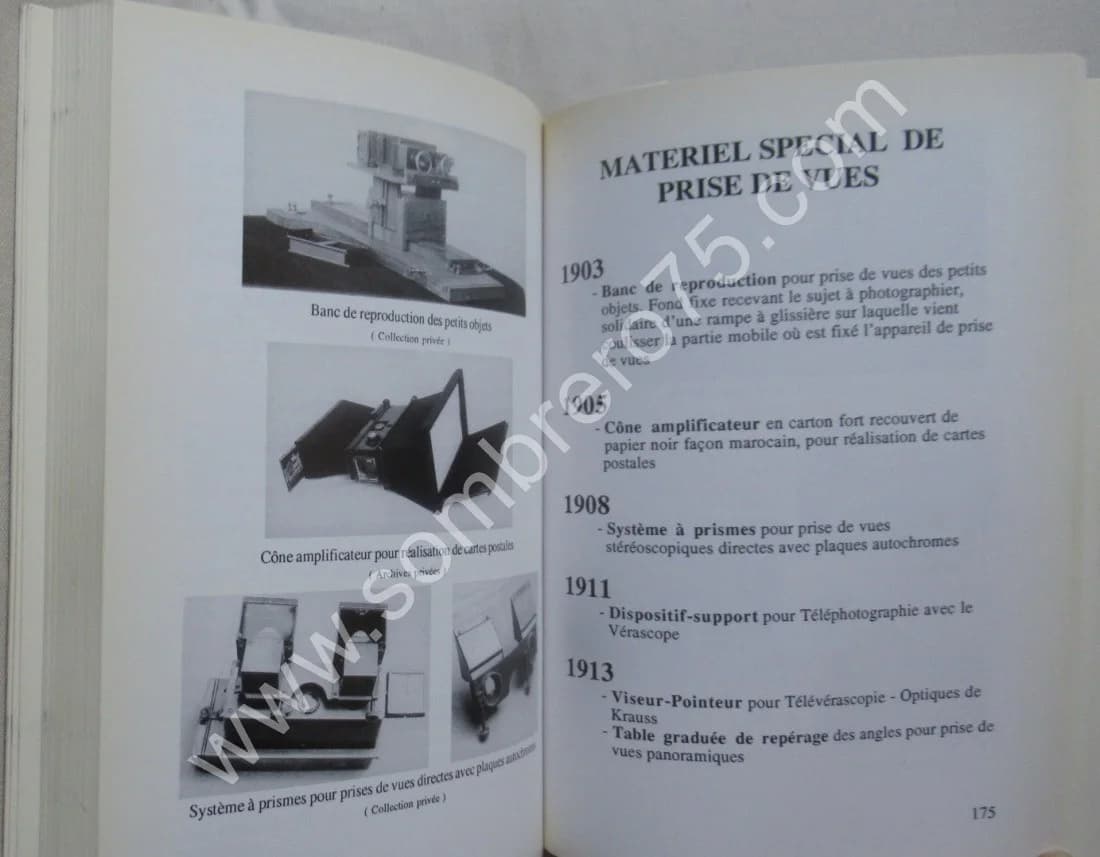 Banc de reproduction des petits objets
( Collection privée )
Cône amplificateur pour réalisation de cartes postales
( Archives privées )
Système à prismes pour prises de vues directes avec plaques autochromes
( Collection privée )
MATERIEL SPECIAL DE
PRISE DE VUES
1903
- Banc de reproduction pour prise de vues des petits
objets. Fond fixe recevant le sujet à photographier,
solidaire d'une rampe à glissière sur laquelle vient
coulisser la partie mobile où est fixé l'appareil de prise
de vues
1905
- Cône amplificateur en carton fort recouvert de
papier noir façon marocain, pour réalisation de cartes
postales
1908
- Système à prismes pour prise de vues
stéréoscopiques directes avec plaques autochromes
1911
- Dispositif-support pour Téléphotographie avec le
Vérascope
1913
- Viseur-Pointeur pour Télévérascopie - Optiques de
Krauss
- Table graduée de repérage des angles pour prise de
vues panoramiques
175
www.sombrero75.com